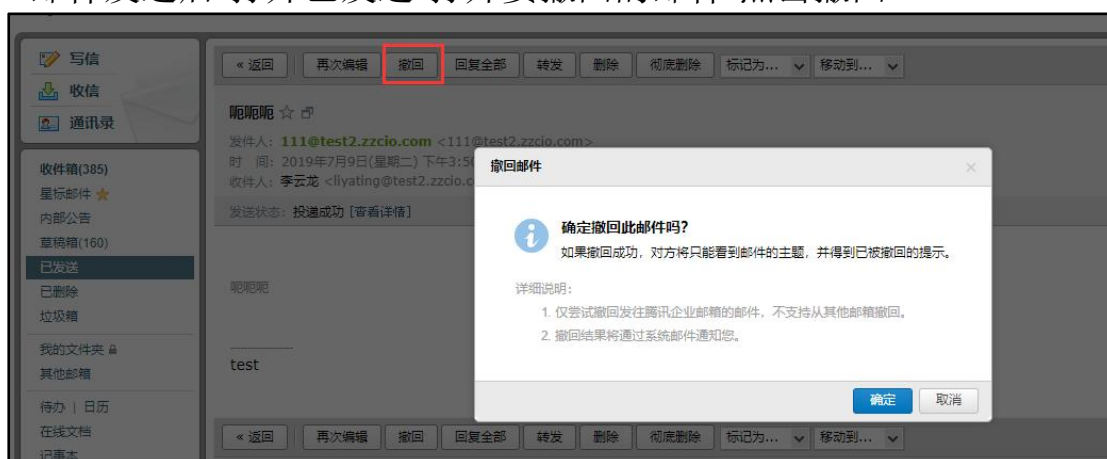 写信
收信
通讯录
收件箱(385)
星标邮件
内部公告
草稿箱(160)
已发送
已删除
垃圾箱
我的文件夹
其他邮箱
待办 | 日历
在线文档
记事本
« 返回 再次编辑 撤回 回复全部 转发 删除 彻底删除 标记为... 移动到...
呃呃呃
发件人: 111@test2.zzcio.com <111@test2.zzcio.com>
时 间: 2019年7月9日(星期二) 下午3:5
收件人: 李云龙 <liyating@test2.zzcio.c
发送状态: 投递成功 [查看详情]
呃呃呃
test
撤回邮件
确定撤回此邮件吗?
如果撤回成功, 对方将只能看到邮件的主题, 并得到已被撤回的提示。
详细说明:
1. 仅尝试撤回发往腾讯企业邮箱的邮件, 不支持从其他邮箱撤回。
2. 撤回结果将通过系统邮件通知您。
确定 取消
« 返回 再次编辑 撤回 回复全部 转发 删除 彻底删除 标记为... 移动到...